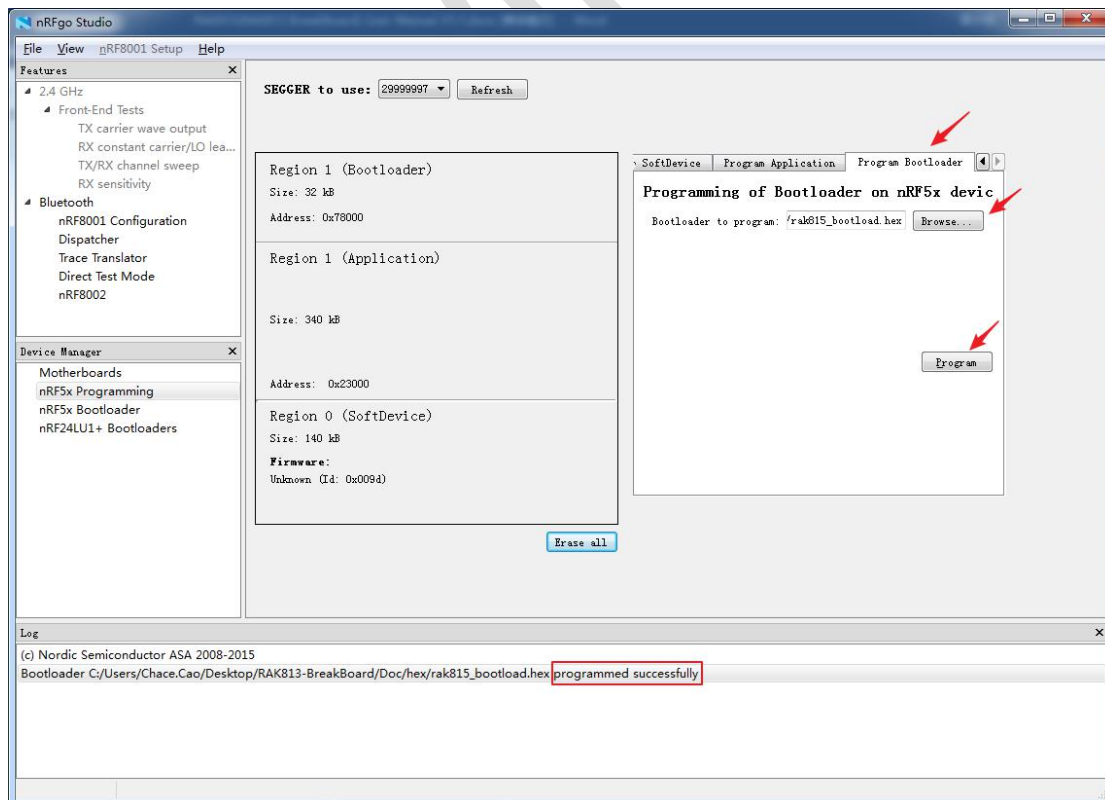 nRFgo Studio
File View nRF8001 Setup Help
Features
2.4 GHz
Front-End Tests
TX carrier wave output
RX constant carrier/LO lea...
TX/RX channel sweep
RX sensitivity
Bluetooth
nRF8001 Configuration
Dispatcher
Trace Translator
Direct Test Mode
nRF8002
Device Manager
Motherboards
nRF5x Programming
nRF5x Bootloader
nRF24LU1+ Bootloaders
SEGGER to use: 29999997 Refresh
Region 1 (Bootloader)
Size: 32 kB
Address: 0x78000
Region 1 (Application)
Size: 340 kB
Address: 0x23000
Region 0 (SoftDevice)
Size: 140 kB
Firmware:
Unknown (Id: 0x009d)
Erase all
SoftDevice Program Application Program Bootloader
Programming of Bootloader on nRF5x devic
Bootloader to program: /rak815_bootload.hex Browse...
Program
Log
(c) Nordic Semiconductor ASA 2008-2015
Bootloader C:/Users/Chace.Cao/Desktop/RAK813-BreakBoard/Doc/hex/rak815_bootload.hex programmed successfully